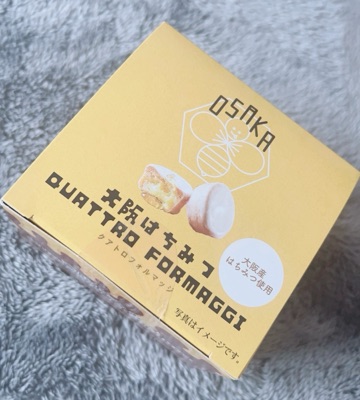 OSAKA
大阪はちみつ
QUATTRO FORMAGGI
クアトロフォルマッジ
大阪産
はちみつ使用
写真はイメージです。